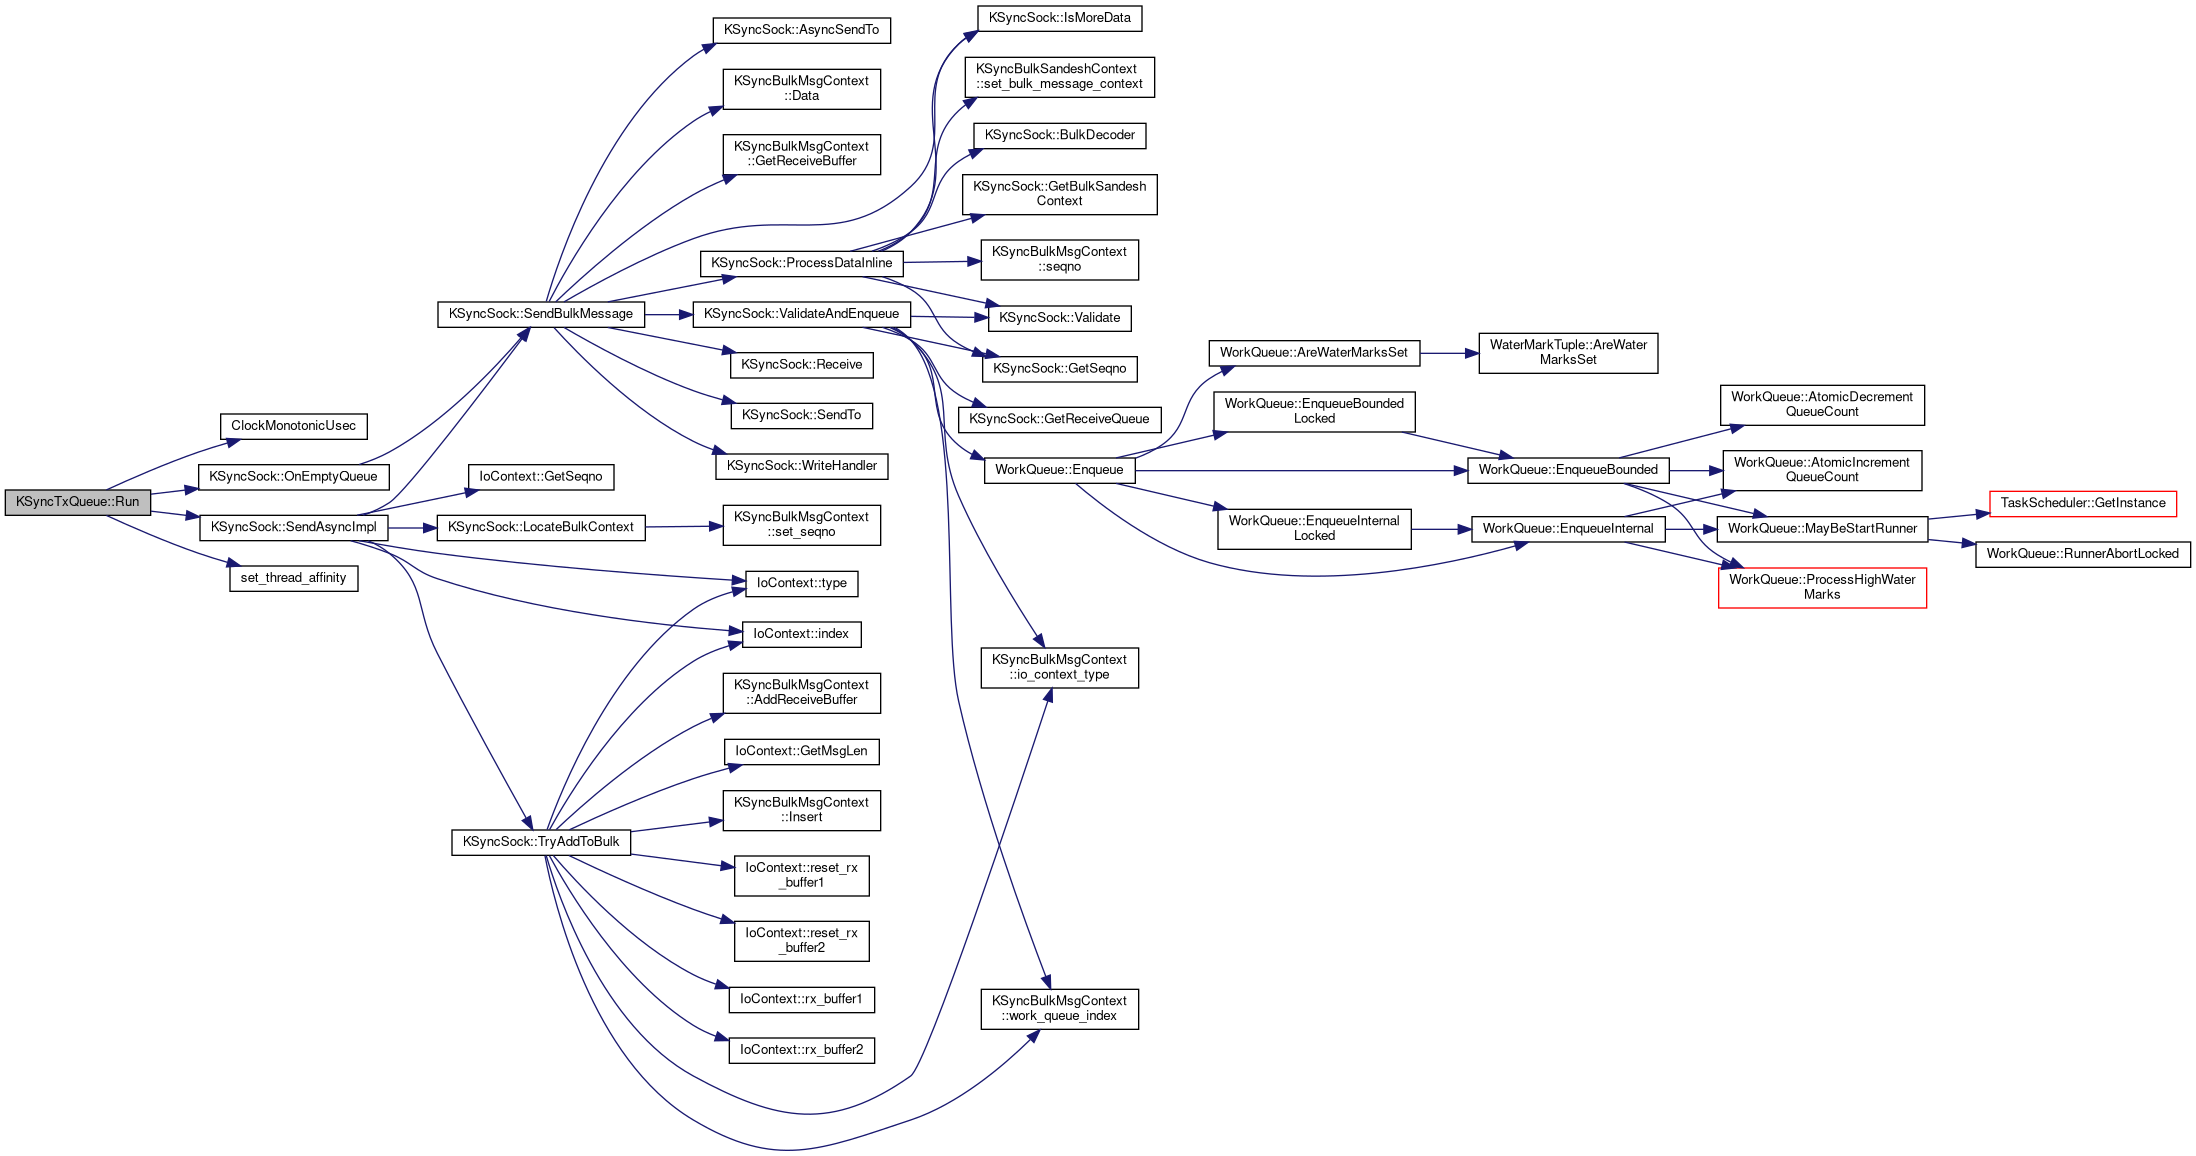 KSyncTxQueue::Run
ClockMonotonicUsec
KSyncSock::OnEmptyQueue
KSyncSock::SendAsyncImpl
set_thread_affinity
KSyncSock::SendBulkMessage
IoContext::GetSeqno
KSyncSock::LocateBulkContext
KSyncSock::TryAddToBulk
KSyncSock::AsyncSendTo
KSyncBulkMsgContext
::Data
KSyncBulkMsgContext
::GetReceiveBuffer
KSyncSock::ProcessDataInline
KSyncSock::ValidateAndEnqueue
KSyncSock::Receive
KSyncSock::SendTo
KSyncSock::WriteHandler
KSyncBulkMsgContext
::set_seqno
IoContext::type
IoContext::index
KSyncBulkMsgContext
::AddReceiveBuffer
IoContext::GetMsgLen
KSyncBulkMsgContext
::Insert
IoContext::reset_rx
_buffer1
IoContext::reset_rx
_buffer2
IoContext::rx_buffer1
IoContext::rx_buffer2
KSyncSock::IsMoreData
KSyncBulkSandeshContext
::set_bulk_message_context
KSyncSock::BulkDecoder
KSyncSock::GetBulkSandesh
Context
KSyncBulkMsgContext
::seqno
KSyncSock::Validate
KSyncSock::GetSeqno
KSyncSock::GetReceiveQueue
WorkQueue::Enqueue
KSyncBulkMsgContext
::io_context_type
KSyncBulkMsgContext
::work_queue_index
WorkQueue::AreWaterMarksSet
WorkQueue::EnqueueBounded
Locked
WorkQueue::EnqueueInternal
Locked
WaterMarkTuple::AreWater
MarksSet
WorkQueue::EnqueueBounded
WorkQueue::EnqueueInternal
WorkQueue::AtomicDecrement
QueueCount
WorkQueue::AtomicIncrement
QueueCount
WorkQueue::MayBeStartRunner
WorkQueue::ProcessHighWater
Marks
TaskScheduler::GetInstance
WorkQueue::RunnerAbortLocked